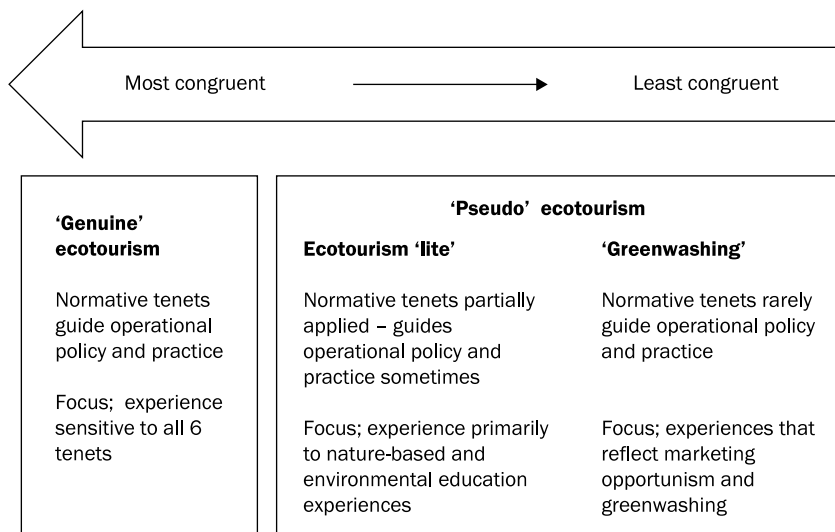 Most congruent
Least congruent
‘Genuine’
ecotourism
Normative tenets
guide operational
policy and practice
Focus; experience
sensitive to all 6
tenets
‘Pseudo’ ecotourism
Ecotourism ‘lite’
Normative tenets partially
applied – guides
operational policy and
practice sometimes
Focus; experience primarily
to nature-based and
environmental education
experiences
‘Greenwashing’
Normative tenets rarely
guide operational policy
and practice
Focus; experiences that
reflect marketing
opportunism and
greenwashing